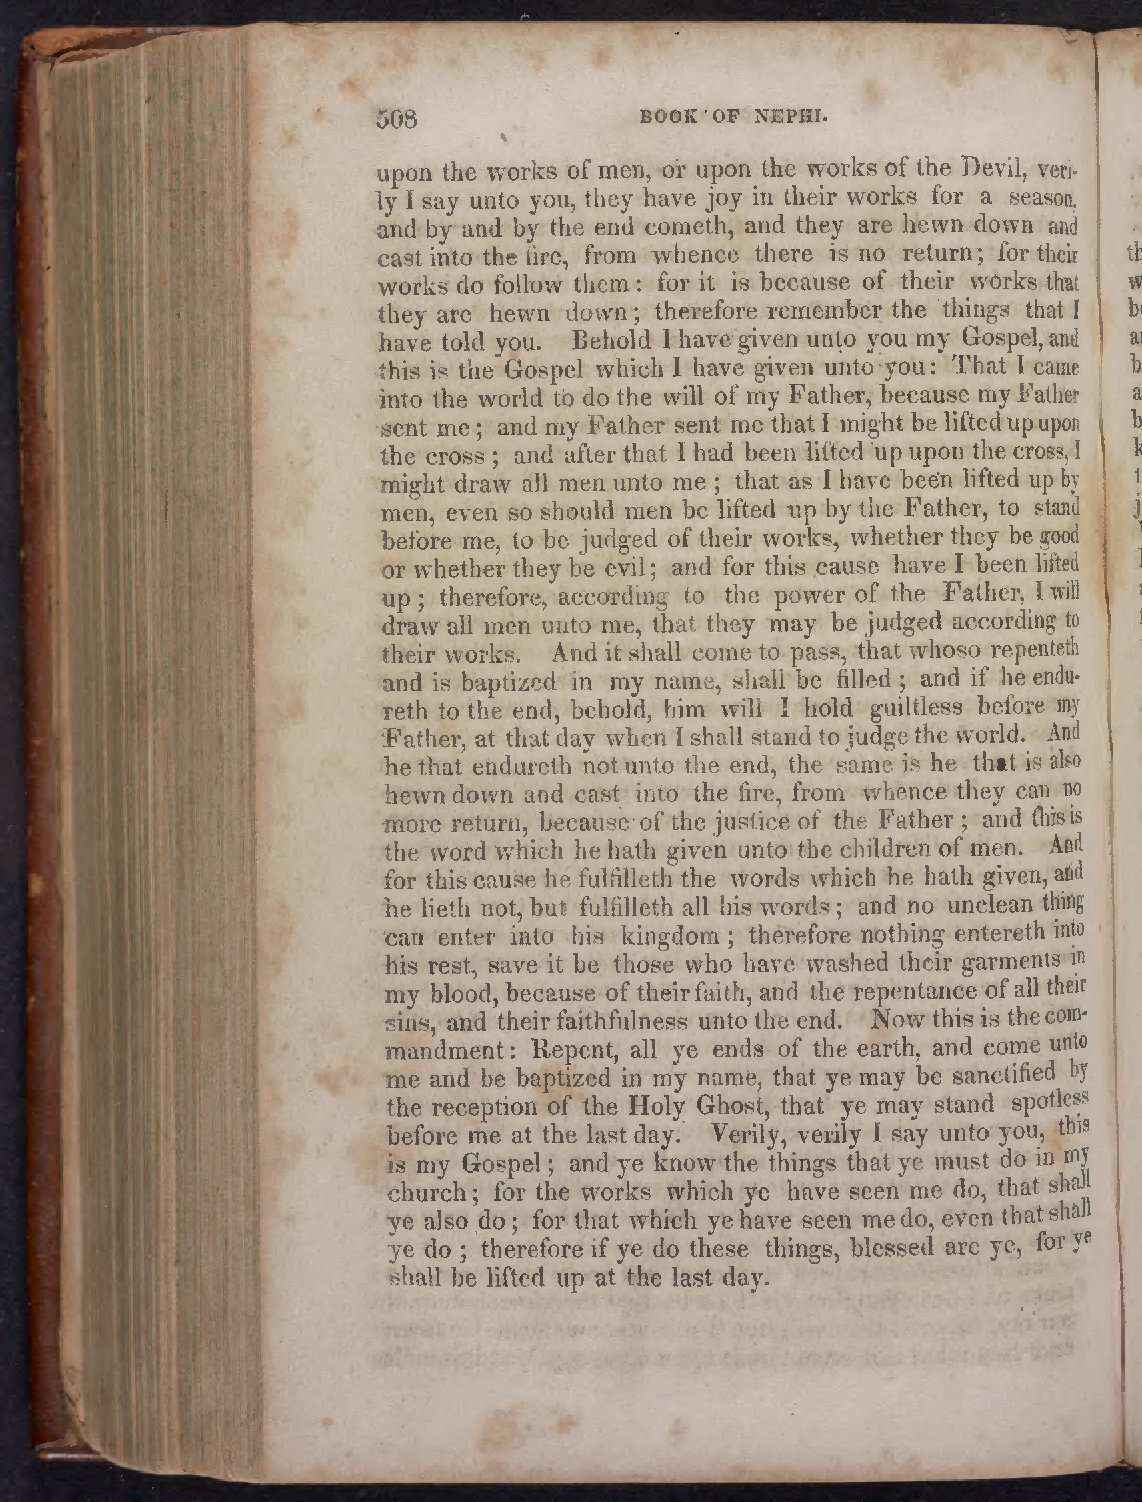 508
BOOK OF NEPHI.
upon the works of men, or upon the works of the Devil, veri-
ly I say unto you, they have joy in their works for a season,
and by and by the end cometh, and they are hewn down and
cast into the fire, from whence there is no return; for their
works do follow them: for it is because of their works that
they are hewn down; therefore remember the things that I
have told you. Behold I have given unto you my Gospel, and
this is the Gospel which I have given unto you: That I came
into the world to do the will of my Father, because my Father
sent me; and my Father sent me that I might be lifted up upon
the cross; and after that I had been lifted up upon the cross, I
might draw all men unto me; that as I have been lifted up by
men, even so should men be lifted up by the Father, to stand
before me, to be judged of their works, whether they be good
or whether they be evil; and for this cause have I been lifted
up; therefore, according to the power of the Father, I will
draw all men unto me, that they may be judged according to
their works. And it shall come to pass, that whoso repenteth
and is baptized in my name, shall be filled; and if he endu-
reth to the end, behold, him will I hold guiltless before my
Father, at that day when I shall stand to judge the world. And
he that endureth not unto the end, the same is he that is also
hewn down and cast into the fire, from whence they can no
more return, because of the justice of the Father; and this is
the word which he hath given unto the children of men. And
for this cause he fulfilleth the words which he hath given, and
he lieth not, but fulfilleth all his words; and no unclean thing
can enter into his kingdom; therefore nothing entereth into
his rest, save it be those who have washed their garments in
my blood, because of their faith, and the repentance of all their
sins, and their faithfulness unto the end. Now this is the com-
mandment: Repent, all ye ends of the earth, and come unto
me and be baptized in my name, that ye may be sanctified by
the reception of the Holy Ghost, that ye may stand spotless
before me at the last day. Verily, verily I say unto you, this
is my Gospel; and ye know the things that ye must do in my
church; for the works which ye have seen me do, that shall
ye also do; for that which ye have seen me do, even that shall
ye do; therefore if ye do these things, blessed are ye, for ye
shall be lifted up at the last day.